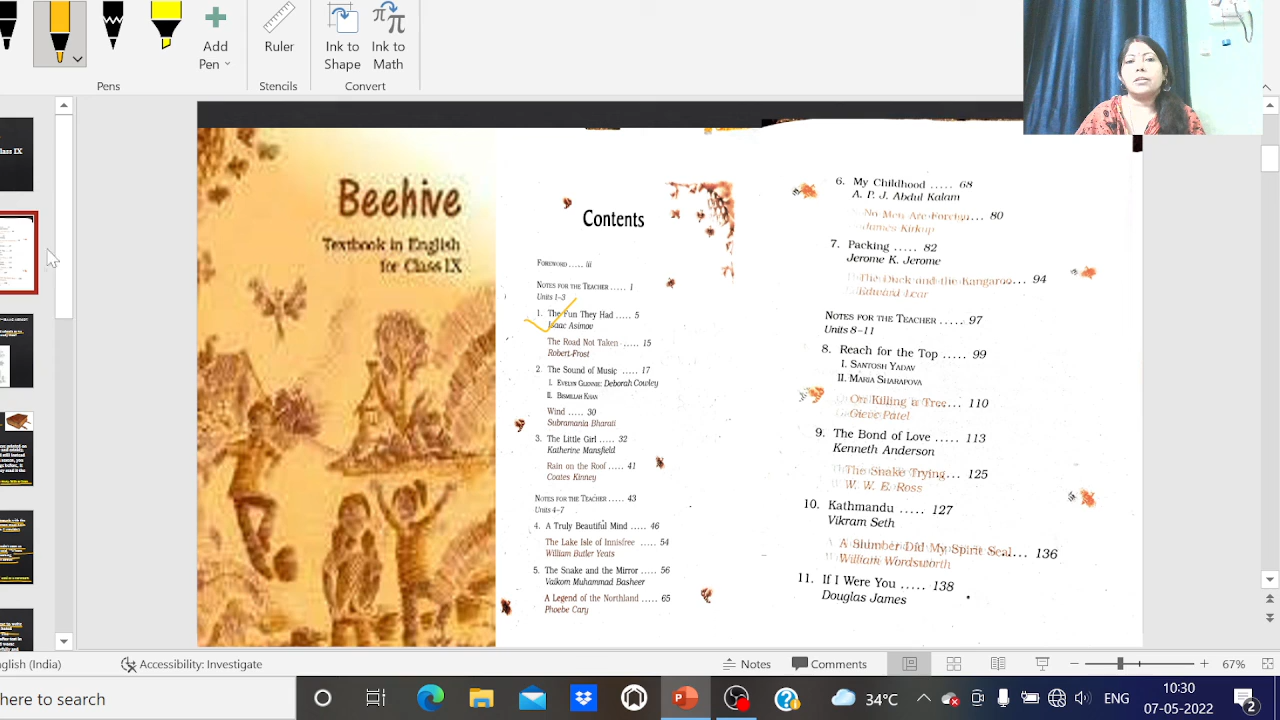 Add
Pen
Ruler
Ink to
Shape
Ink to
Math
Pens
Stencils
Convert
Class IX
Beehive
Textbook in English
for Class IX
Contents
FOREWORD ..... iii
NOTES FOR THE TEACHER ..... 1
Units 1–3
1. The Fun They Had ..... 5
Isaac Asimov
The Road Not Taken ..... 15
Robert Frost
2. The Sound of Music ..... 17
I. EVELYN GLENNIE: Deborah Cowley
II. BISMILLAH KHAN
Wind ..... 30
Subramania Bharati
3. The Little Girl ..... 32
Katherine Mansfield
Rain on the Roof ..... 41
Coates Kinney
NOTES FOR THE TEACHER ..... 43
Units 4–7
4. A Truly Beautiful Mind ..... 46
The Lake Isle of Innisfree ..... 54
William Butler Yeats
5. The Snake and the Mirror ..... 56
Vaikom Muhammad Basheer
A Legend of the Northland ..... 65
Phoebe Cary
6. My Childhood ..... 68
A. P. J. Abdul Kalam
No Men Are Foreign ... 80
James Kirkup
7. Packing ..... 82
Jerome K. Jerome
The Duck and the Kangaroo ... 94
Edward Lear
NOTES FOR THE TEACHER ..... 97
Units 8–11
8. Reach for the Top ..... 99
I. SANTOSH YADAV
II. MARIA SHARAPOVA
On Killing a Tree .... 110
Gieve Patel
9. The Bond of Love ..... 113
Kenneth Anderson
The Snake Trying .... 125
W. W. E. Ross
10. Kathmandu ..... 127
Vikram Seth
A Slumber Did My Spirit Seal .... 136
William Wordsworth
11. If I Were You ..... 138
Douglas James
English (India)
Accessibility: Investigate
Notes
Comments
67%
here to search
34°C
ENG
10:30
07-05-2022
2